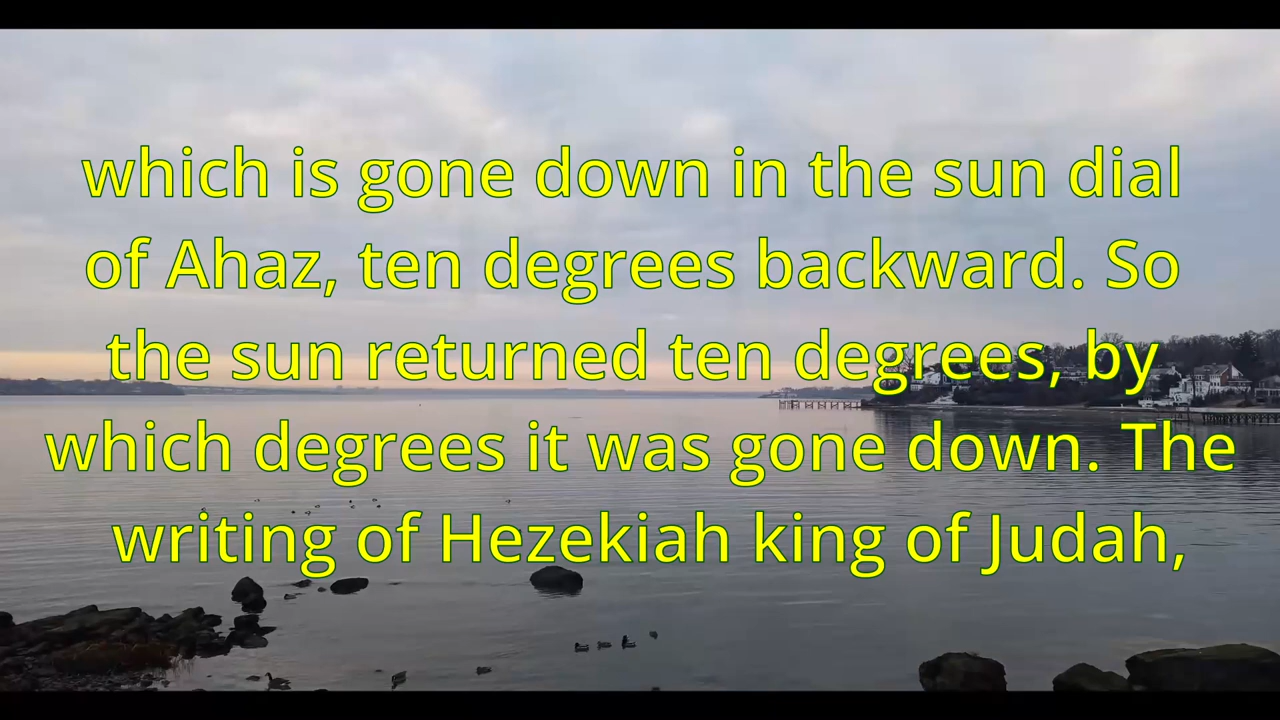 which is gone down in the sun dial
of Ahaz, ten degrees backward. So
the sun returned ten degrees, by
which degrees it was gone down. The
writing of Hezekiah king of Judah,